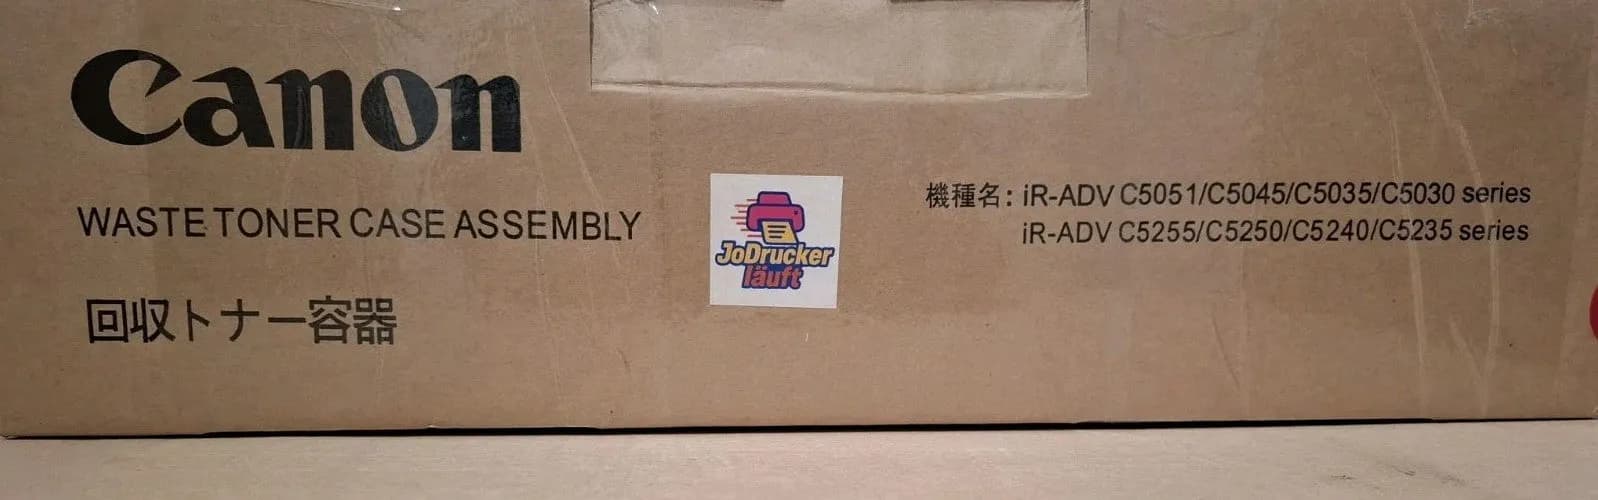 Canon
WASTE TONER CASE ASSEMBLY
回収トナー容器
JoDrucker
läuft
機種名: iR-ADV C5051/C5045/C5035/C5030 series
iR-ADV C5255/C5250/C5240/C5235 series